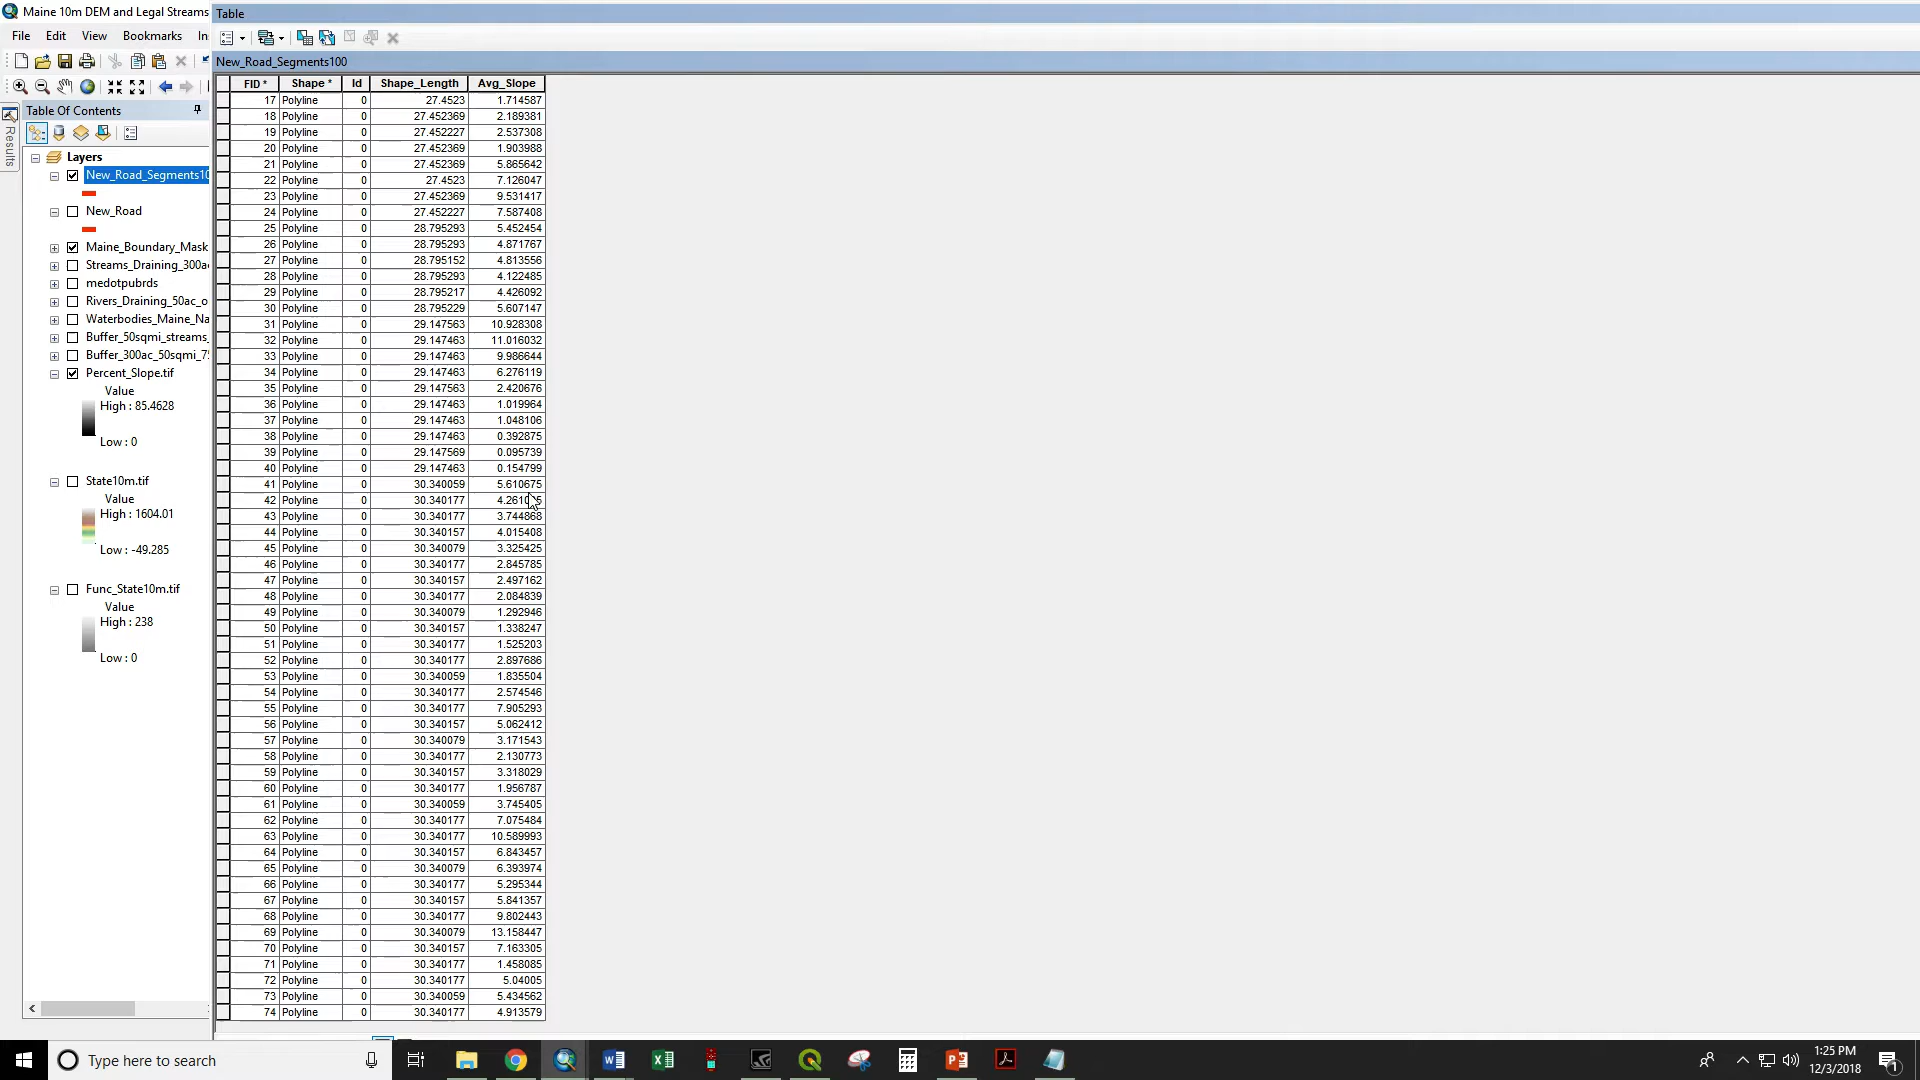 Maine 10m DEM and Legal Streams
Table
File Edit View Bookmarks In
New_Road_Segments100
Table Of Contents
Results
Layers
New_Road_Segments10
New_Road
Maine_Boundary_Mask
Streams_Draining_300a
medotpubrds
Rivers_Draining_50ac_o
Waterbodies_Maine_Na
Buffer_50sqmi_streams_
Buffer_300ac_50sqmi_7
Percent_Slope.tif
Value
High : 85.4628
Low : 0
State10m.tif
Value
High : 1604.01
Low : -49.285
Func_State10m.tif
Value
High : 238
Low : 0
FID * Shape * Id Shape_Length Avg_Slope
17 Polyline 0 27.4523 1.714587
18 Polyline 0 27.452369 2.189381
19 Polyline 0 27.452227 2.537308
20 Polyline 0 27.452369 1.903988
21 Polyline 0 27.452369 5.865642
22 Polyline 0 27.4523 7.126047
23 Polyline 0 27.452369 9.531417
24 Polyline 0 27.452227 7.587408
25 Polyline 0 28.795293 5.452454
26 Polyline 0 28.795293 4.871767
27 Polyline 0 28.795152 4.813556
28 Polyline 0 28.795293 4.122485
29 Polyline 0 28.795217 4.426092
30 Polyline 0 28.795229 5.607147
31 Polyline 0 29.147563 10.928308
32 Polyline 0 29.147463 11.016032
33 Polyline 0 29.147463 9.986644
34 Polyline 0 29.147463 6.276119
35 Polyline 0 29.147563 2.420676
36 Polyline 0 29.147463 1.019964
37 Polyline 0 29.147463 1.048106
38 Polyline 0 29.147463 0.392875
39 Polyline 0 29.147569 0.095739
40 Polyline 0 29.147463 0.154799
41 Polyline 0 30.340059 5.610675
42 Polyline 0 30.340177
43 Polyline 0 30.340177 3.744868
44 Polyline 0 30.340157 4.015408
45 Polyline 0 30.340079 3.325425
46 Polyline 0 30.340177 2.845785
47 Polyline 0 30.340157 2.497162
48 Polyline 0 30.340177 2.084839
49 Polyline 0 30.340079 1.292946
50 Polyline 0 30.340157 1.338247
51 Polyline 0 30.340177 1.525203
52 Polyline 0 30.340177 2.897686
53 Polyline 0 30.340059 1.835504
54 Polyline 0 30.340177 2.574546
55 Polyline 0 30.340177 7.905293
56 Polyline 0 30.340157 5.062412
57 Polyline 0 30.340079 3.171543
58 Polyline 0 30.340177 2.130773
59 Polyline 0 30.340157 3.318029
60 Polyline 0 30.340177 1.956787
61 Polyline 0 30.340059 3.745405
62 Polyline 0 30.340177 7.075484
63 Polyline 0 30.340177 10.589993
64 Polyline 0 30.340157 6.843457
65 Polyline 0 30.340079 6.393974
66 Polyline 0 30.340177 5.295344
67 Polyline 0 30.340157 5.841357
68 Polyline 0 30.340177 9.802443
69 Polyline 0 30.340079 13.158447
70 Polyline 0 30.340157 7.163305
71 Polyline 0 30.340177 1.458085
72 Polyline 0 30.340177 5.04005
73 Polyline 0 30.340059 5.434562
74 Polyline 0 30.340177 4.913579
Type here to search
1:25 PM
12/3/2018